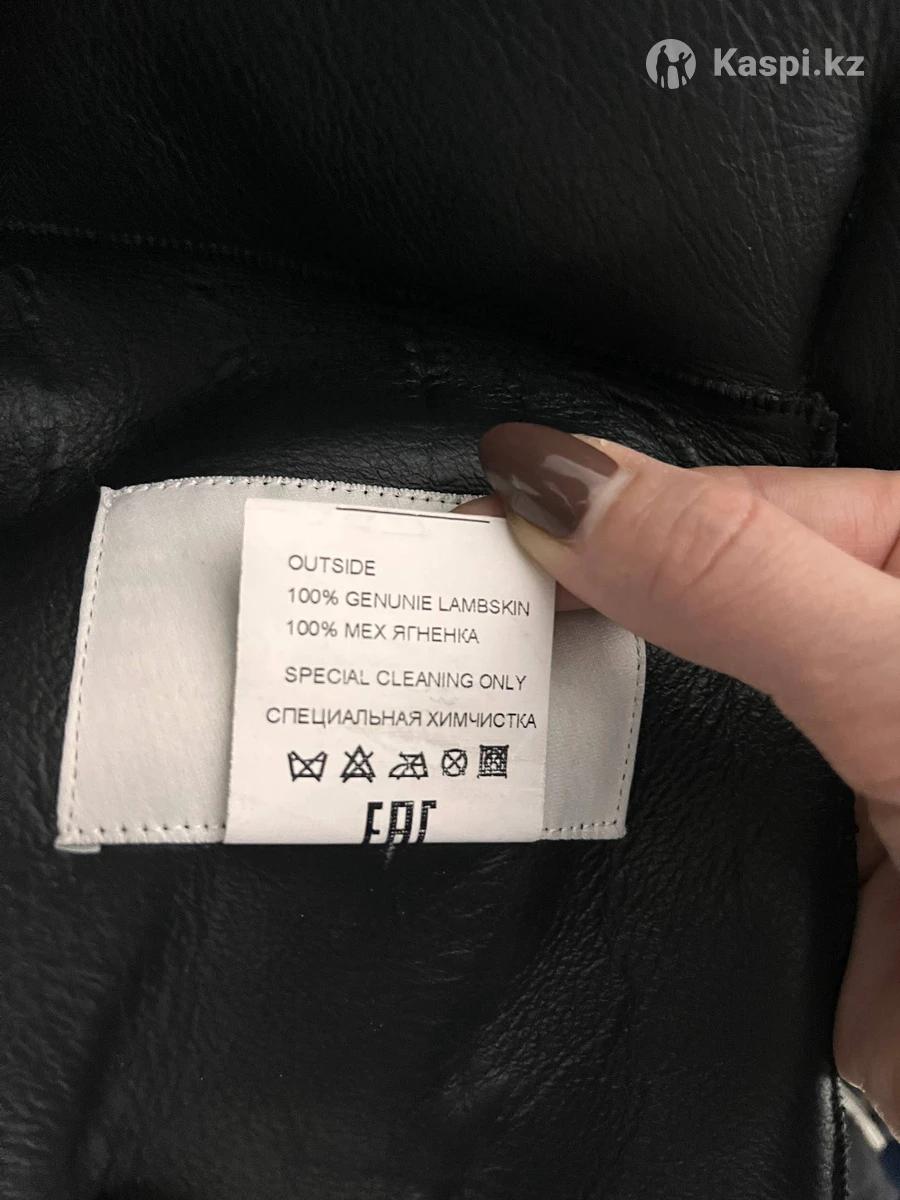 Kaspi.kz
OUTSIDE
100% GENUNIE LAMBSKIN
100% МЕХ ЯГНЕНКА
SPECIAL CLEANING ONLY
СПЕЦИАЛЬНАЯ ХИМЧИСТКА
EAC